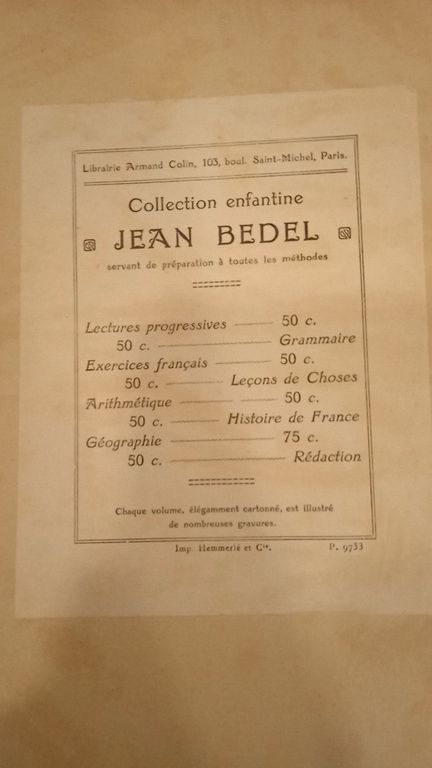 Librairie Armand Colin, 103, boul. Saint-Michel, Paris.
Collection enfantine
JEAN BEDEL
servant de préparation à toutes les méthodes
Lectures progressives 50 c.
50 c. Grammaire
Exercices français 50 c.
50 c. Leçons de Choses
Arithmétique 50 c.
50 c. Histoire de France
Géographie 75 c.
50 c. Rédaction
Chaque volume, élégamment cartonné, est illustré
de nombreuses gravures.
Imp. Hemmerlé et Cie. P. 9733